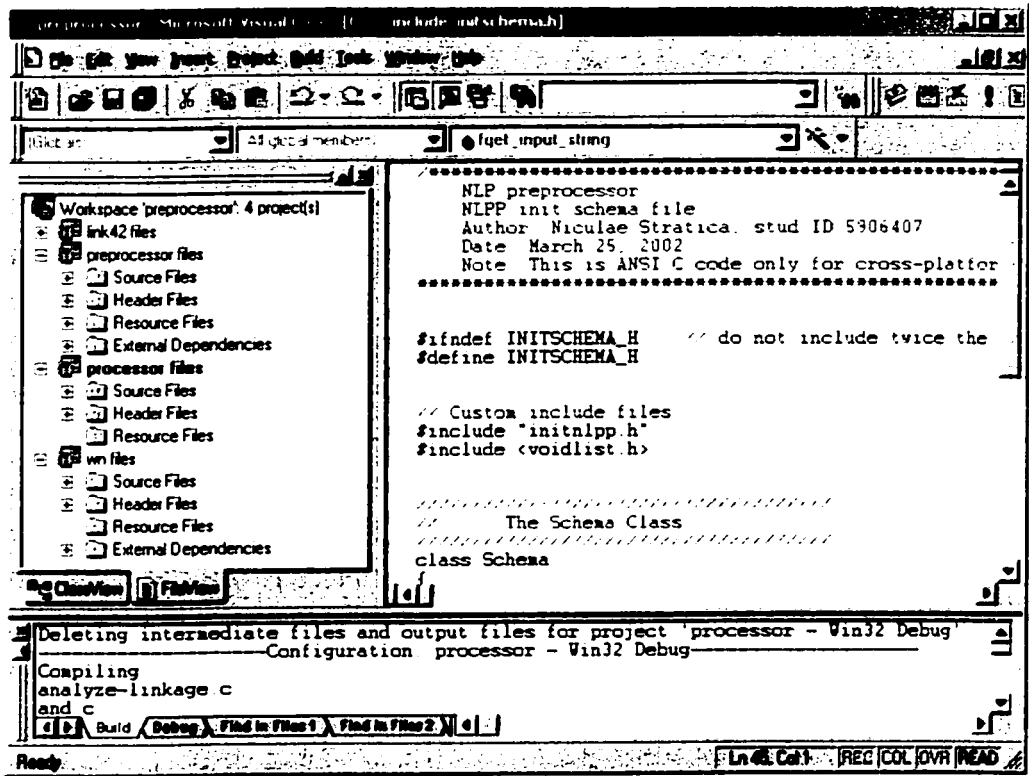 preprocessor - Microsoft Visual C++ - [C include initschema.h]
File Edit View Insert Project Build Tools Window Help
(Globals) All global members fget_input_string
Workspace 'preprocessor': 4 project(s)
link42 files
preprocessor files
Source Files
Header Files
Resource Files
External Dependencies
processor files
Source Files
Header Files
Resource Files
wn files
Source Files
Header Files
Resource Files
External Dependencies
ClassView FileView
/***************************************************
NLP preprocessor
NLPP init schema file
Author Niculae Stratica, stud ID 5906407
Date March 25, 2002
Note This is ANSI C code only for cross-platfor
****************************************************
#ifndef INITSCHEMA_H // do not include twice the
#define INITSCHEMA_H
// Custom include files
#include "initnlpp.h"
#include <voidlist.h>
////////////////////////////////////////
// The Schema Class
////////////////////////////////////////
class Schema
{
Deleting intermediate files and output files for project 'processor - Win32 Debug'
--------------------Configuration processor - Win32 Debug--------------------
Compiling
analyze-linkage.c
and c
Build Debug Find in Files 1 Find in Files 2
Ready Ln 46, Col 1 REC COL OVR READ